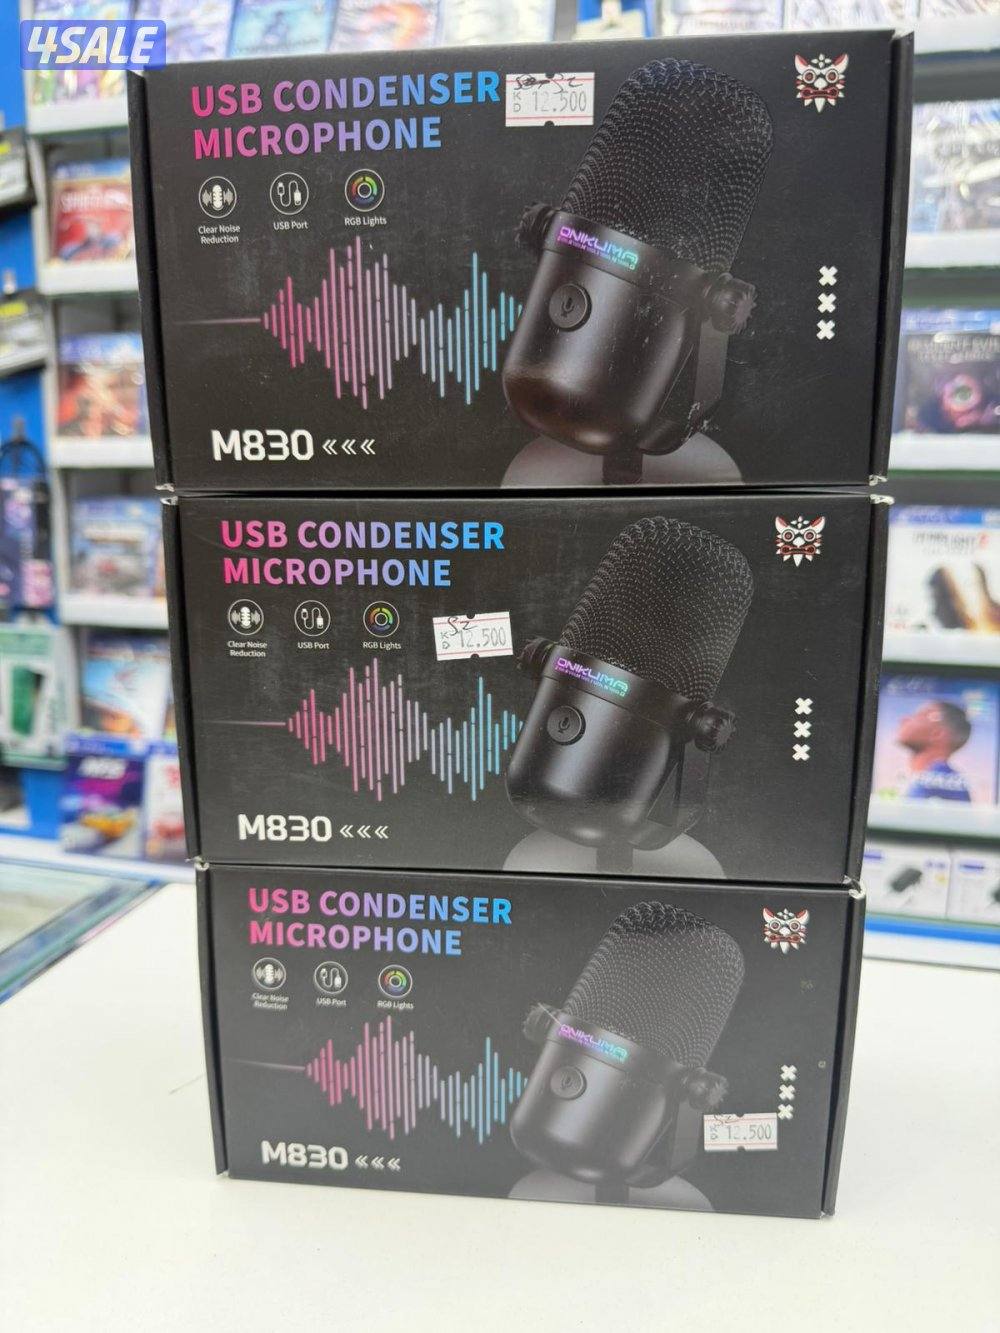 4SALE
USB CONDENSER
MICROPHONE
KD 12.500
Clear Noise
Reduction
USB Port
RGB Lights
ONIKUMA
M830
USB CONDENSER
MICROPHONE
Clear Noise
Reduction
USB Port
RGB Lights
KD 12.500
ONIKUMA
M830
USB CONDENSER
MICROPHONE
Clear Noise
Reduction
USB Port
RGB Lights
ONIKUMA
KD 12.500
M830